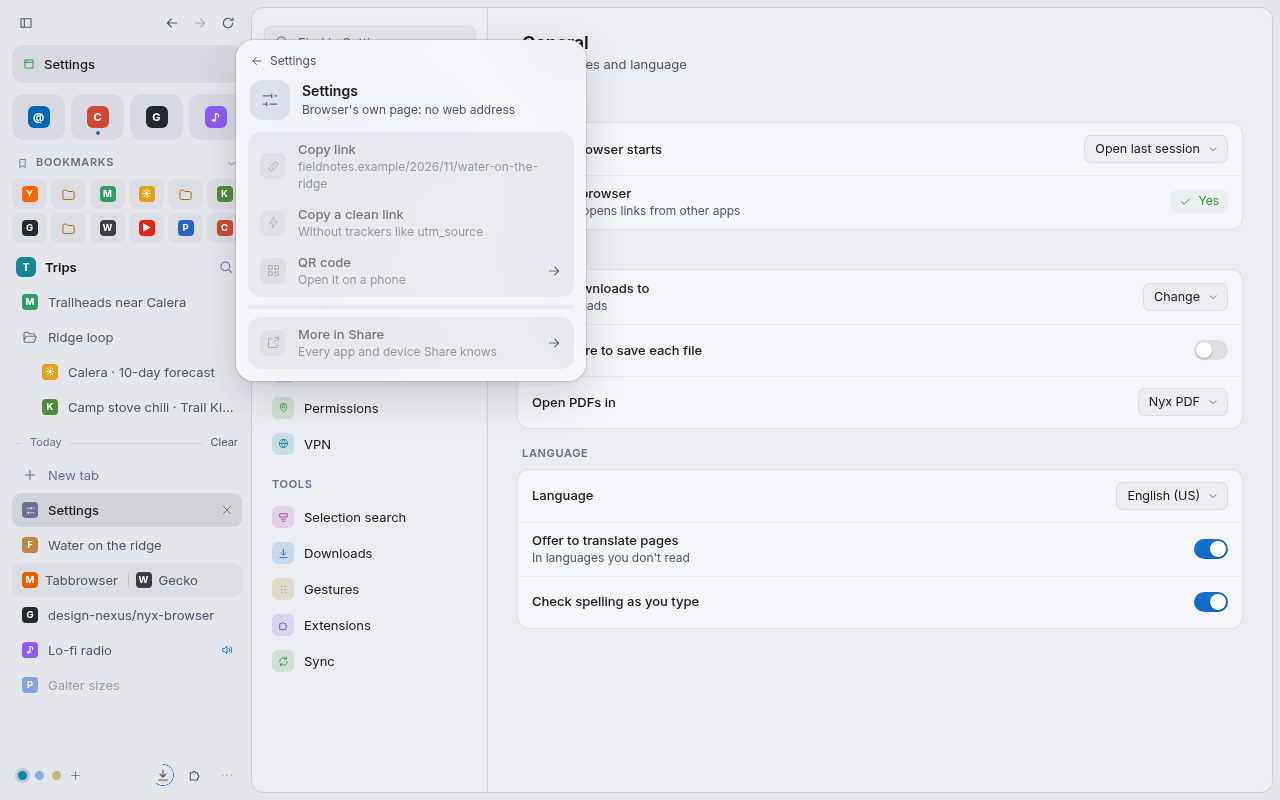 Settings
@
C
G
BOOKMARKS
Y
M
K
G
W
P
C
T Trips
M Trailheads near Calera
Ridge loop
Calera · 10-day forecast
K Camp stove chili · Trail Ki...
Today
Clear
New tab
Settings
F Water on the ridge
M Tabbrowser
W Gecko
G design-nexus/nyx-browser
Lo-fi radio
P Gaiter sizes
Settings
Settings
Browser's own page: no web address
Copy link
fieldnotes.example/2026/11/water-on-the-
ridge
Copy a clean link
Without trackers like utm_source
QR code
Open it on a phone
More in Share
Every app and device Share knows
Permissions
VPN
TOOLS
Selection search
Downloads
Gestures
Extensions
Sync
General
and language
starts
Open last session
opens links from other apps
Yes
to
Change
to save each file
Open PDFs in
Nyx PDF
LANGUAGE
Language
English (US)
Offer to translate pages
In languages you don't read
Check spelling as you type